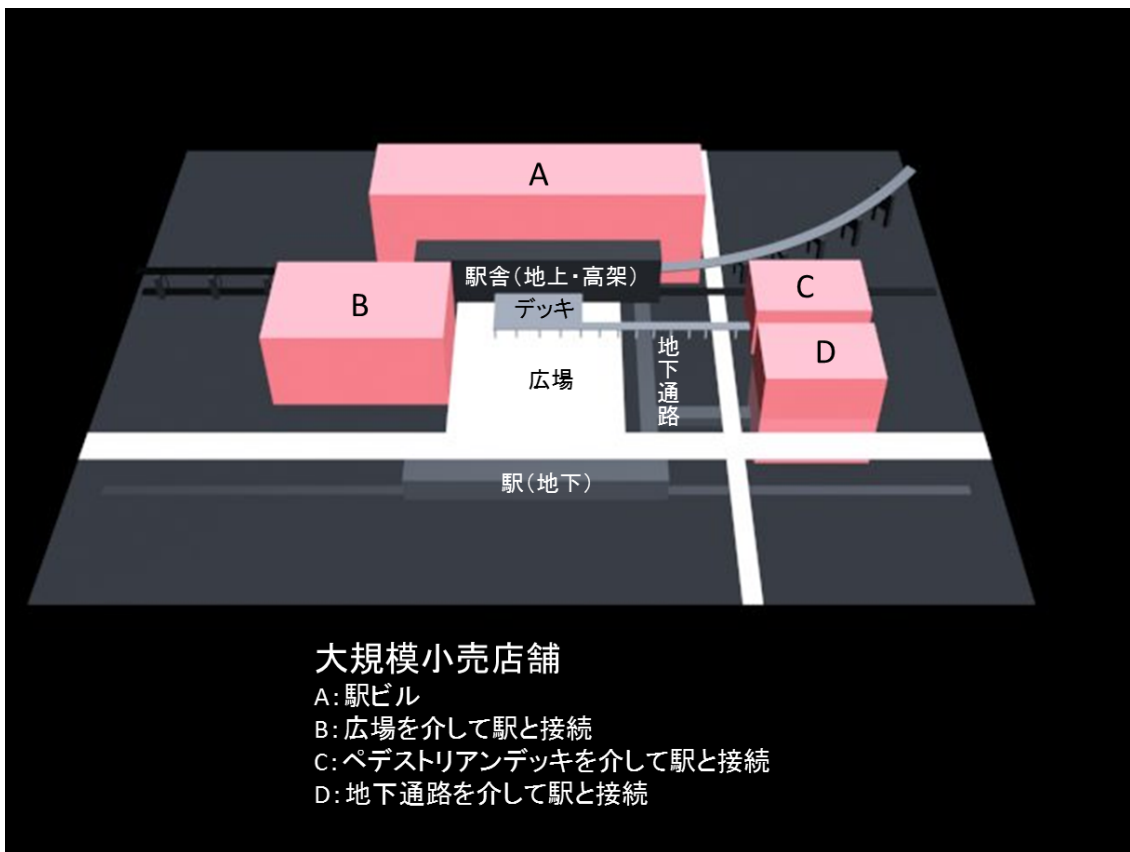 A
駅舎(地上・高架)
B
C
デッキ
D
地下通路
広場
駅(地下)
大規模小売店舗
A:駅ビル
B:広場を介して駅と接続
C:ペデストリアンデッキを介して駅と接続
D:地下通路を介して駅と接続